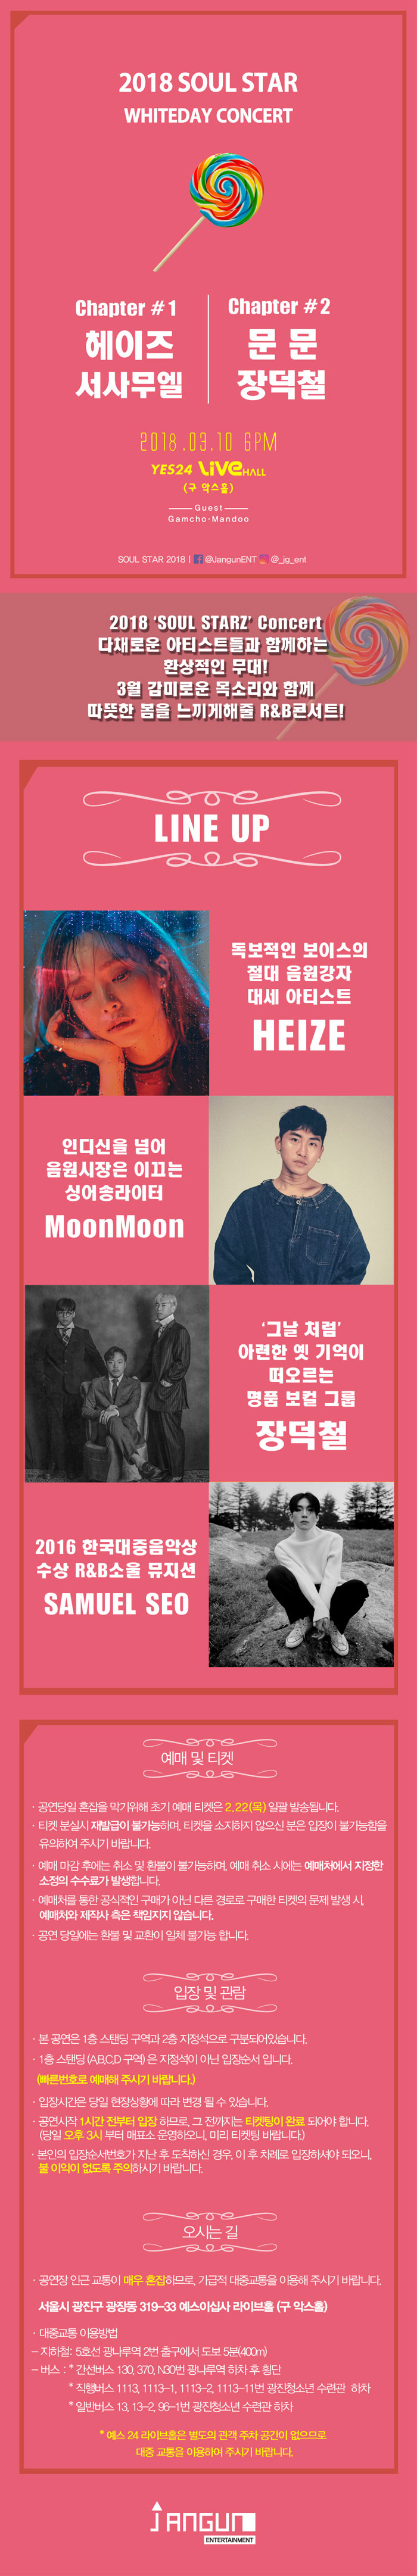 2018 SOUL STAR
WHITEDAY CONCERT
Chapter #1
헤이즈
서사무엘
Chapter #2
문 문
장덕철
2018.03.10 6PM
YES24 LiVe HALL
(구 악스홀)
Guest
Gamcho·Mandoo
SOUL STAR 2018 | @JangunENT @_jg_ent
2018 ‘SOUL STARZ’ Concert
다채로운 아티스트들과 함께하는
환상적인 무대!
3월 감미로운 목소리와 함께
따뜻한 봄을 느끼게해줄 R&B콘서트!
LINE UP
독보적인 보이스의
절대 음원강자
대세 아티스트
HEIZE
인디신을 넘어
음원시장은 이끄는
싱어송라이터
MoonMoon
‘그날 처럼’
아련한 옛 기억이
떠오르는
명품 보컬 그룹
장덕철
2016 한국대중음악상
수상 R&B소울 뮤지션
SAMUEL SEO
예매 및 티켓
· 공연당일 혼잡을 막기위해 초기 예매 티켓은 2.22(목) 일괄 발송됩니다.
· 티켓 분실시 재발급이 불가능하며, 티켓을 소지하지 않으신 분은 입장이 불가능함을
유의하여 주시기 바랍니다.
· 예매 마감 후에는 취소 및 환불이 불가능하며, 예매 취소 시에는 예매처에서 지정한
소정의 수수료가 발생합니다.
· 예매처를 통한 공식적인 구매가 아닌 다른 경로로 구매한 티켓의 문제 발생 시,
예매처와 제작사 측은 책임지지 않습니다.
· 공연 당일에는 환불 및 교환이 일체 불가능 합니다.
입장 및 관람
· 본 공연은 1층 스탠딩 구역과 2층 지정석으로 구분되어있습니다.
· 1층 스탠딩 (A,B,C,D 구역) 은 지정석이 아닌 입장순서 입니다.
(빠른번호로 예매해 주시기 바랍니다.)
· 입장시간은 당일 현장상황에 따라 변경 될 수 있습니다.
· 공연시작 1시간 전부터 입장 하므로, 그 전까지는 티켓팅이 완료 되어야 합니다.
(당일 오후 3시 부터 매표소 운영하오니, 미리 티켓팅 바랍니다.)
· 본인의 입장순서번호가 지난 후 도착하신 경우, 이 후 차례로 입장하셔야 되오니,
불 이익이 없도록 주의하시기 바랍니다.
오시는 길
· 공연장 인근 교통이 매우 혼잡하므로, 가급적 대중교통을 이용해 주시기 바랍니다.
서울시 광진구 광장동 319-33 예스이십사 라이브홀 (구 악스홀)
· 대중교통 이용방법
- 지하철: 5호선 광나루역 2번 출구에서 도보 5분(400m)
- 버스 : * 간선버스 130, 370, N30번 광나루역 하차 후 횡단
* 직행버스 1113, 1113-1, 1113-2, 1113-11번 광진청소년 수련관 하차
* 일반버스 13, 13-2, 96-1번 광진청소년 수련관 하차
* 예스 24 라이브홀은 별도의 관객 주차 공간이 없으므로
대중 교통을 이용하여 주시기 바랍니다.
JANGUN
ENTERTAINMENT